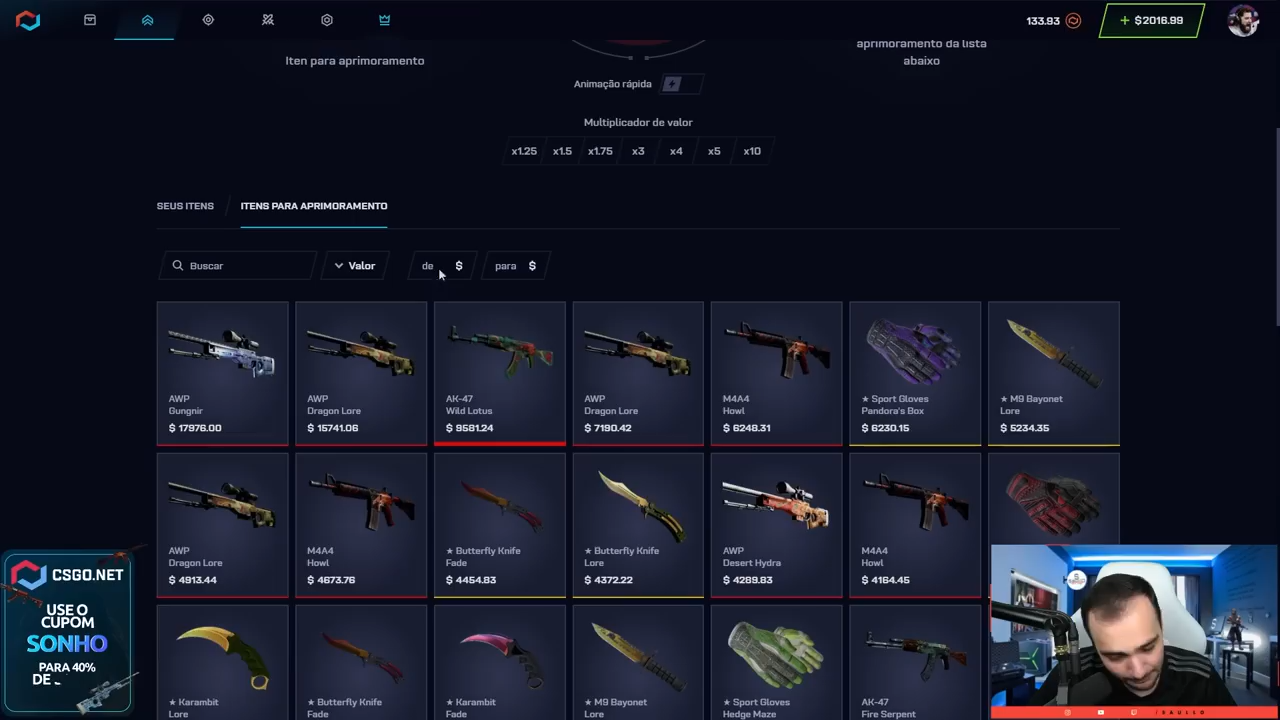 133.93
+ $2016.99
Iten para aprimoramento
aprimoramento da lista
abaixo
Animação rápida
Multiplicador de valor
x1.25 x1.5 x1.75 x3 x4 x5 x10
SEUS ITENS
ITENS PARA APRIMORAMENTO
Buscar
Valor
de $
para $
AWP
Gungnir
$ 17976.00
AWP
Dragon Lore
$ 15741.06
AK-47
Wild Lotus
$ 9581.24
AWP
Dragon Lore
$ 7190.42
M4A4
Howl
$ 6248.31
★ Sport Gloves
Pandora's Box
$ 6230.15
★ M9 Bayonet
Lore
$ 5234.35
AWP
Dragon Lore
$ 4913.44
M4A4
Howl
$ 4673.76
★ Butterfly Knife
Fade
$ 4454.83
★ Butterfly Knife
Lore
$ 4372.22
AWP
Desert Hydra
$ 4289.83
M4A4
Howl
$ 4164.45
★ Karambit
Lore
★ Butterfly Knife
Fade
★ Karambit
Fade
★ M9 Bayonet
Lore
★ Sport Gloves
Hedge Maze
AK-47
Fire Serpent
CSGO.NET
USE O
CUPOM
SONHO
PARA 40%
DE